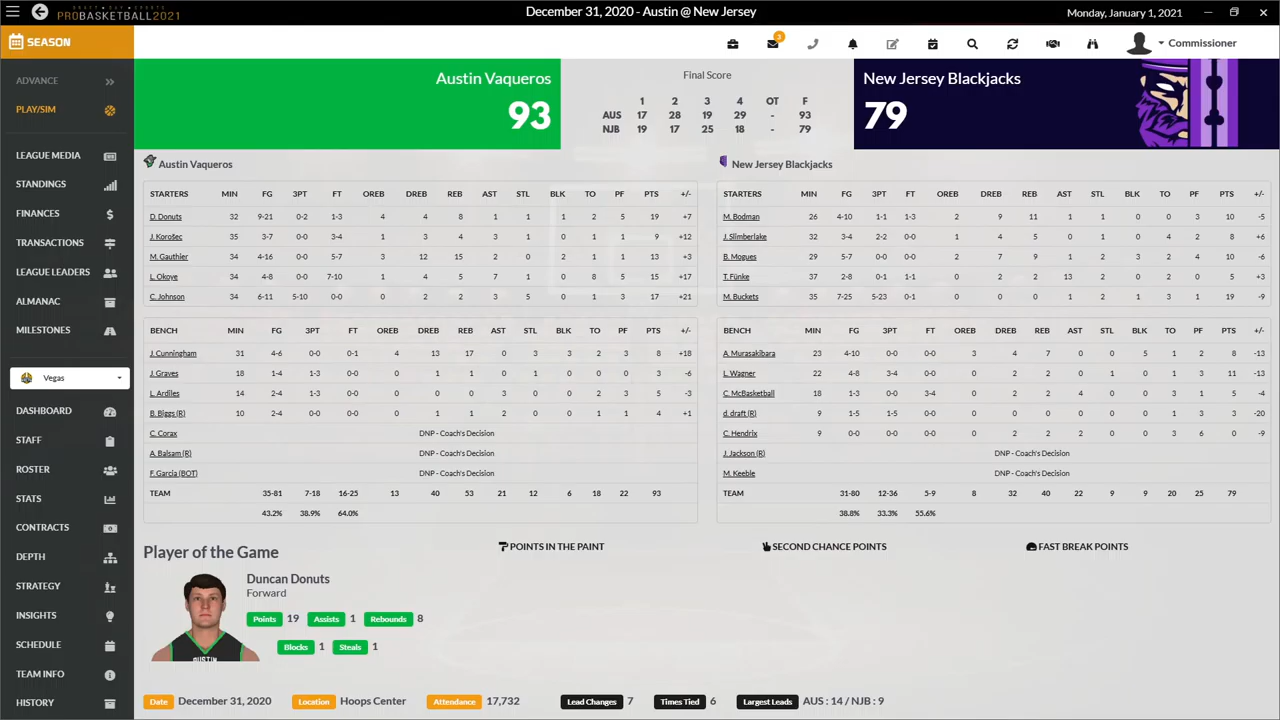 DRAFT DAY SPORTS
PROBASKETBALL2021
December 31, 2020 - Austin @ New Jersey
Monday, January 1, 2021
SEASON
3
Commissioner
ADVANCE
PLAY/SIM
LEAGUE MEDIA
STANDINGS
FINANCES
TRANSACTIONS
LEAGUE LEADERS
ALMANAC
MILESTONES
Vegas
DASHBOARD
STAFF
ROSTER
STATS
CONTRACTS
DEPTH
STRATEGY
INSIGHTS
SCHEDULE
TEAM INFO
HISTORY
Austin Vaqueros
93
Final Score
1 2 3 4 OT F
AUS 17 28 19 29 - 93
NJB 19 17 25 18 - 79
New Jersey Blackjacks
79
Austin Vaqueros
STARTERS MIN FG 3PT FT OREB DREB REB AST STL BLK TO PF PTS +/-
D. Donuts 32 9-21 0-2 1-3 4 4 8 1 1 1 2 5 19 +7
J. Korošec 35 3-7 0-0 3-4 1 3 4 3 1 0 1 1 9 +12
M. Gauthier 34 4-16 0-0 5-7 3 12 15 2 0 2 1 1 13 +3
L. Okoye 34 4-8 0-0 7-10 1 4 5 7 1 0 8 5 15 +17
C. Johnson 34 6-11 5-10 0-0 0 2 2 3 5 0 1 3 17 +21
BENCH MIN FG 3PT FT OREB DREB REB AST STL BLK TO PF PTS +/-
J. Cunningham 31 4-6 0-0 0-1 4 13 17 0 3 3 2 3 8 +18
J. Graves 18 1-4 1-3 0-0 0 1 1 0 1 0 0 0 3 -6
L. Ardiles 14 2-4 1-3 0-0 0 0 0 3 0 0 2 3 5 -3
B. Biggs (R) 10 2-4 0-0 0-0 0 1 1 2 0 0 1 1 4 +1
C. Corax DNP - Coach's Decision
A. Balsam (R) DNP - Coach's Decision
F. Garcia (BOT) DNP - Coach's Decision
TEAM 35-81 7-18 16-25 13 40 53 21 12 6 18 22 93
43.2% 38.9% 64.0%
New Jersey Blackjacks
STARTERS MIN FG 3PT FT OREB DREB REB AST STL BLK TO PF PTS +/-
M. Bodman 26 4-10 1-1 1-3 2 9 11 1 1 0 0 3 10 -5
J. Slimberlake 32 3-4 2-2 0-0 1 4 5 0 1 0 4 2 8 +6
B. Mogues 29 5-7 0-0 0-0 2 7 9 1 2 3 2 4 10 -6
T. Fünke 27 2-8 0-1 1-1 0 2 2 13 2 0 2 0 5 +3
M. Buckets 35 7-25 5-23 0-1 0 0 0 1 2 1 3 1 19 -9
BENCH MIN FG 3PT FT OREB DREB REB AST STL BLK TO PF PTS +/-
A. Murasakibara 23 4-10 0-0 0-0 3 4 7 0 0 5 1 2 8 -13
L. Wagner 22 4-8 3-4 0-0 0 2 2 0 1 0 1 3 11 -13
C. McBasketball 18 1-3 0-0 3-4 0 2 2 4 0 0 3 1 5 -4
d. draft (R) 9 1-5 1-5 0-0 0 0 0 0 0 0 1 3 3 -20
C. Hendrix 9 0-0 0-0 0-0 0 2 2 2 0 0 3 6 0 -9
J. Jackson (R) DNP - Coach's Decision
M. Keeble DNP - Coach's Decision
TEAM 31-80 12-36 5-9 8 32 40 22 9 9 20 25 79
38.8% 33.3% 55.6%
Player of the Game
POINTS IN THE PAINT
SECOND CHANCE POINTS
FAST BREAK POINTS
Duncan Donuts
Forward
Points 19 Assists 1 Rebounds 8
Blocks 1 Steals 1
AUSTIN
Date December 31, 2020 Location Hoops Center Attendance 17,732 Lead Changes 7 Times Tied 6 Largest Leads AUS : 14 / NJB : 9